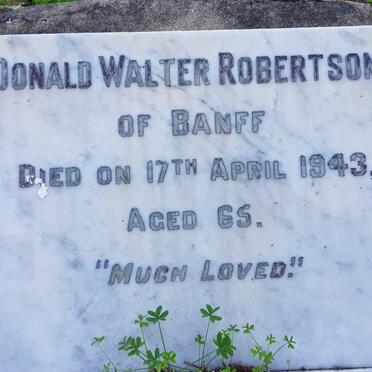 DONALD WALTER ROBERTSON
OF BANFF
DIED ON 17TH APRIL 1943,
AGED 65.
"MUCH LOVED."